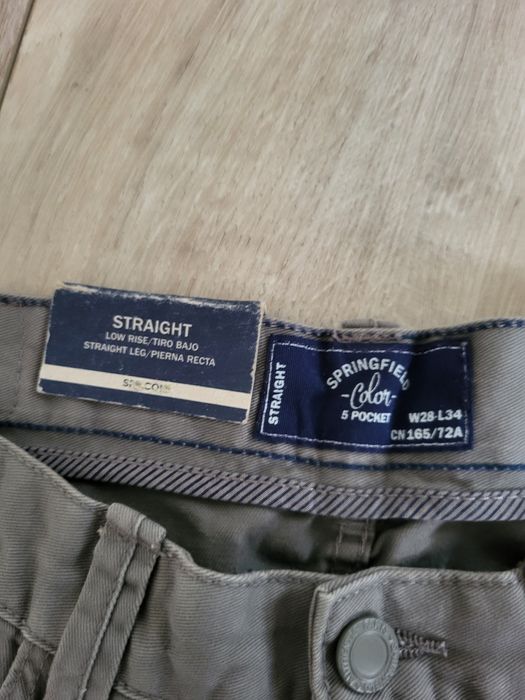 STRAIGHT
LOW RISE/TIRO BAJO
STRAIGHT LEG/PIERNA RECTA
STRAIGHT
SPRINGFIELD
-Color-
5 POCKET
W28-L34
CN 165/72A